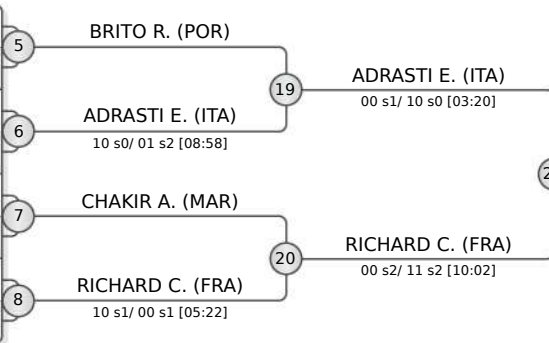 BRITO R. (POR)
5
19
ADRASTI E. (ITA)
00 s1/ 10 s0 [03:20]
ADRASTI E. (ITA)
6
10 s0/ 01 s2 [08:58]
CHAKIR A. (MAR)
7
20
RICHARD C. (FRA)
00 s2/ 11 s2 [10:02]
RICHARD C. (FRA)
8
10 s1/ 00 s1 [05:22]